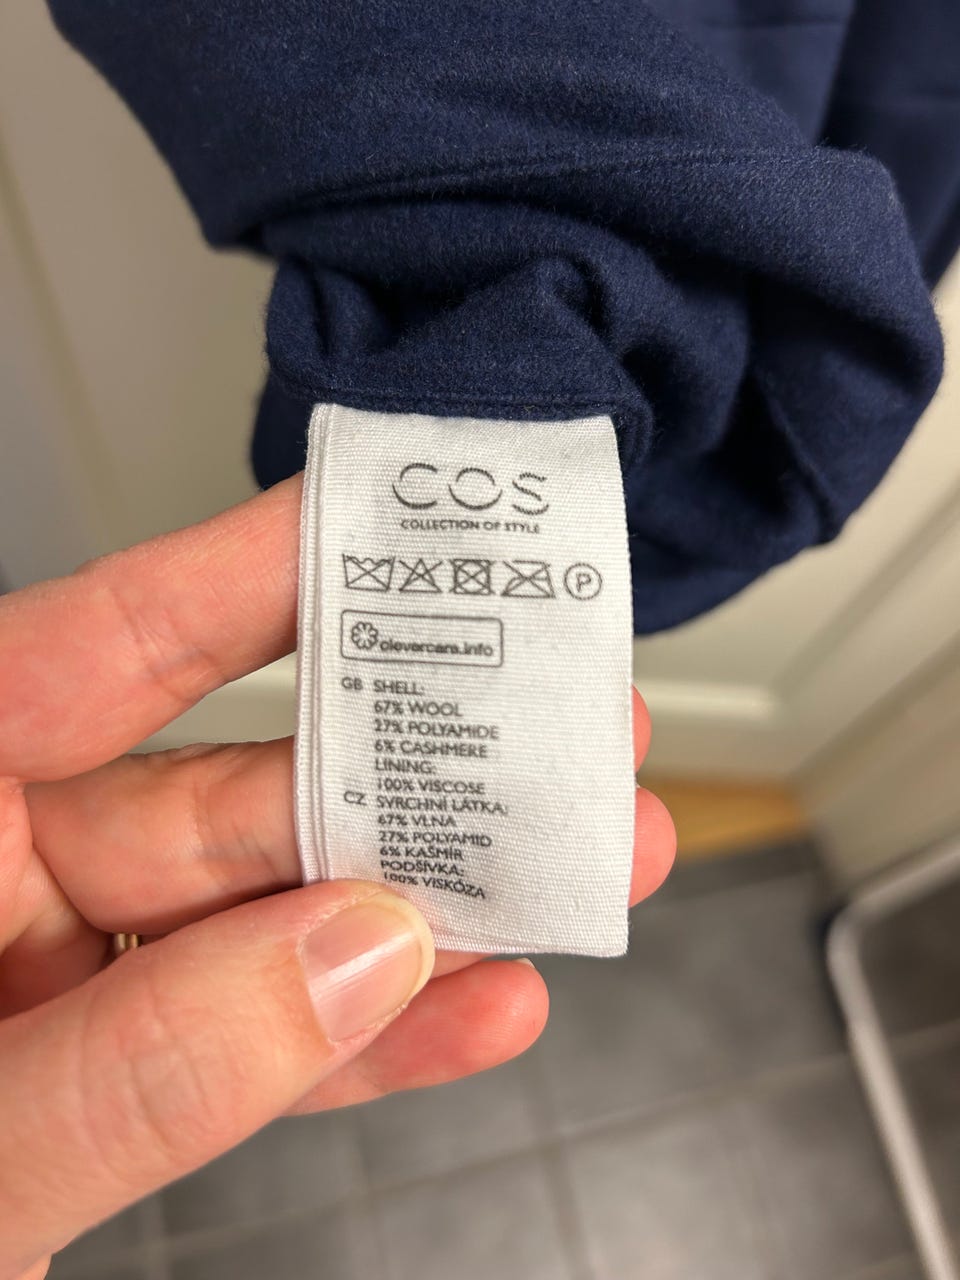 COS
COLLECTION OF STYLE
P
clevercare.info
GB SHELL:
67% WOOL
27% POLYAMIDE
6% CASHMERE
LINING:
100% VISCOSE
CZ SVRCHNÍ LÁTKA:
67% VLNA
27% POLYAMID
6% KAŠMÍR
PODŠÍVKA:
100% VISKÓZA